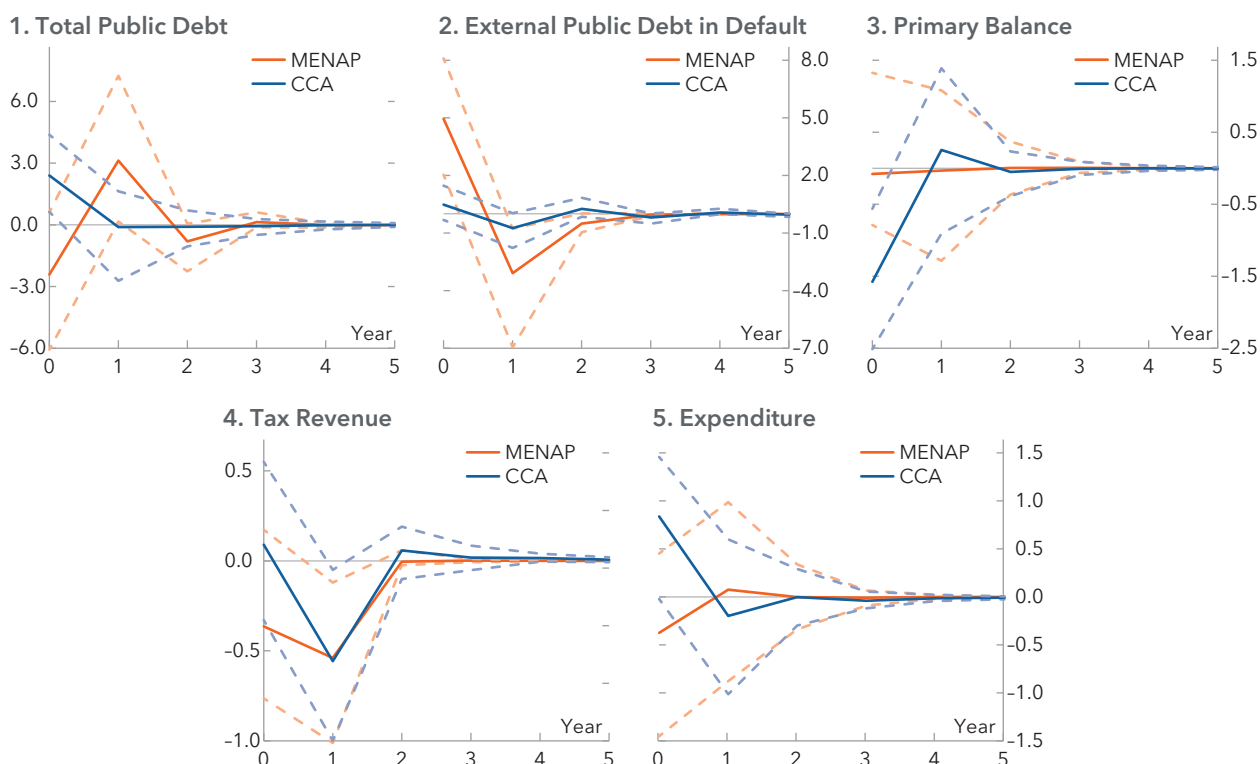 1. Total Public Debt
MENAP
CCA
6.0
3.0
0.0
–3.0
–6.0
Year
0 1 2 3 4 5
2. External Public Debt in Default
MENAP
CCA
8.0
5.0
2.0
–1.0
–4.0
–7.0
Year
0 1 2 3 4 5
3. Primary Balance
MENAP
CCA
1.5
0.5
–0.5
–1.5
–2.5
Year
0 1 2 3 4 5
4. Tax Revenue
MENAP
CCA
0.5
0.0
–0.5
–1.0
Year
0 1 2 3 4 5
5. Expenditure
MENAP
CCA
1.5
1.0
0.5
0.0
–0.5
–1.0
–1.5
Year
0 1 2 3 4 5